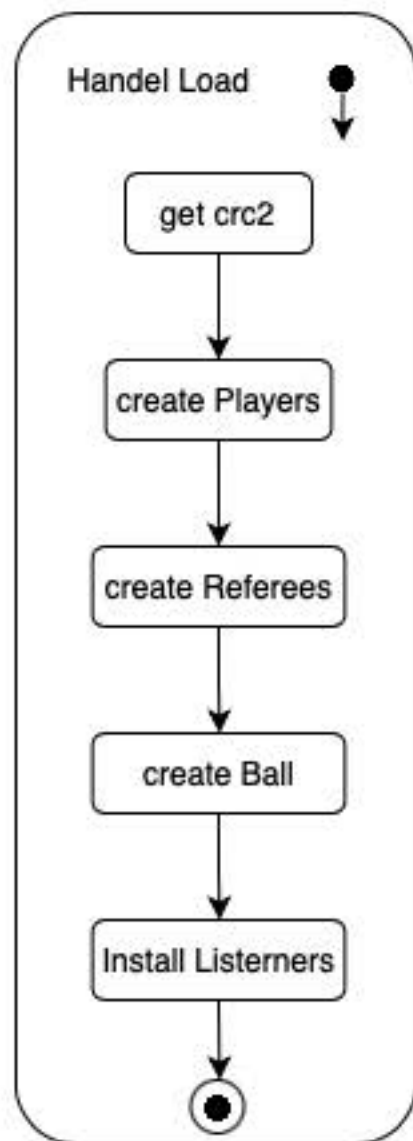 Handel Load
get crc2
create Players
create Referees
create Ball
Install Listerners